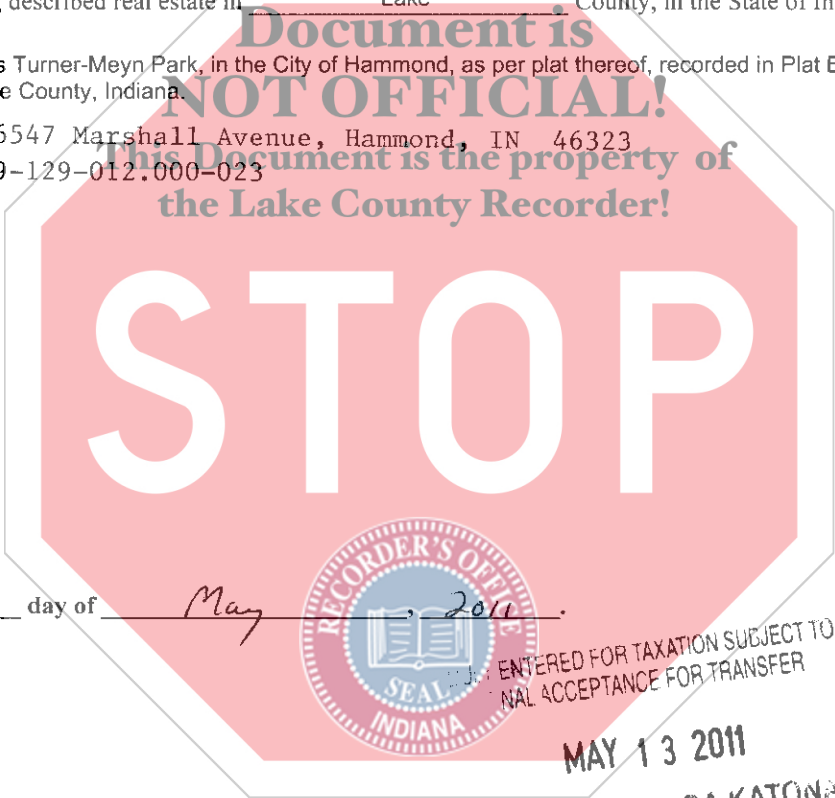 described real estate in Lake County, in the State of In
Document is
s Turner-Meyn Park, in the City of Hammond, as per plat thereof, recorded in Plat B
e County, Indiana.
NOT OFFICIAL!
6547 Marshall Avenue, Hammond, IN 46323
This Document is the property of
9-129-012.000-023
the Lake County Recorder!
STOP
RECORDER'S OFFICE
SEAL
INDIANA
day of May, 2011.
ENTERED FOR TAXATION SUBJECT TO
NAL ACCEPTANCE FOR TRANSFER
MAY 13 2011
KATONA